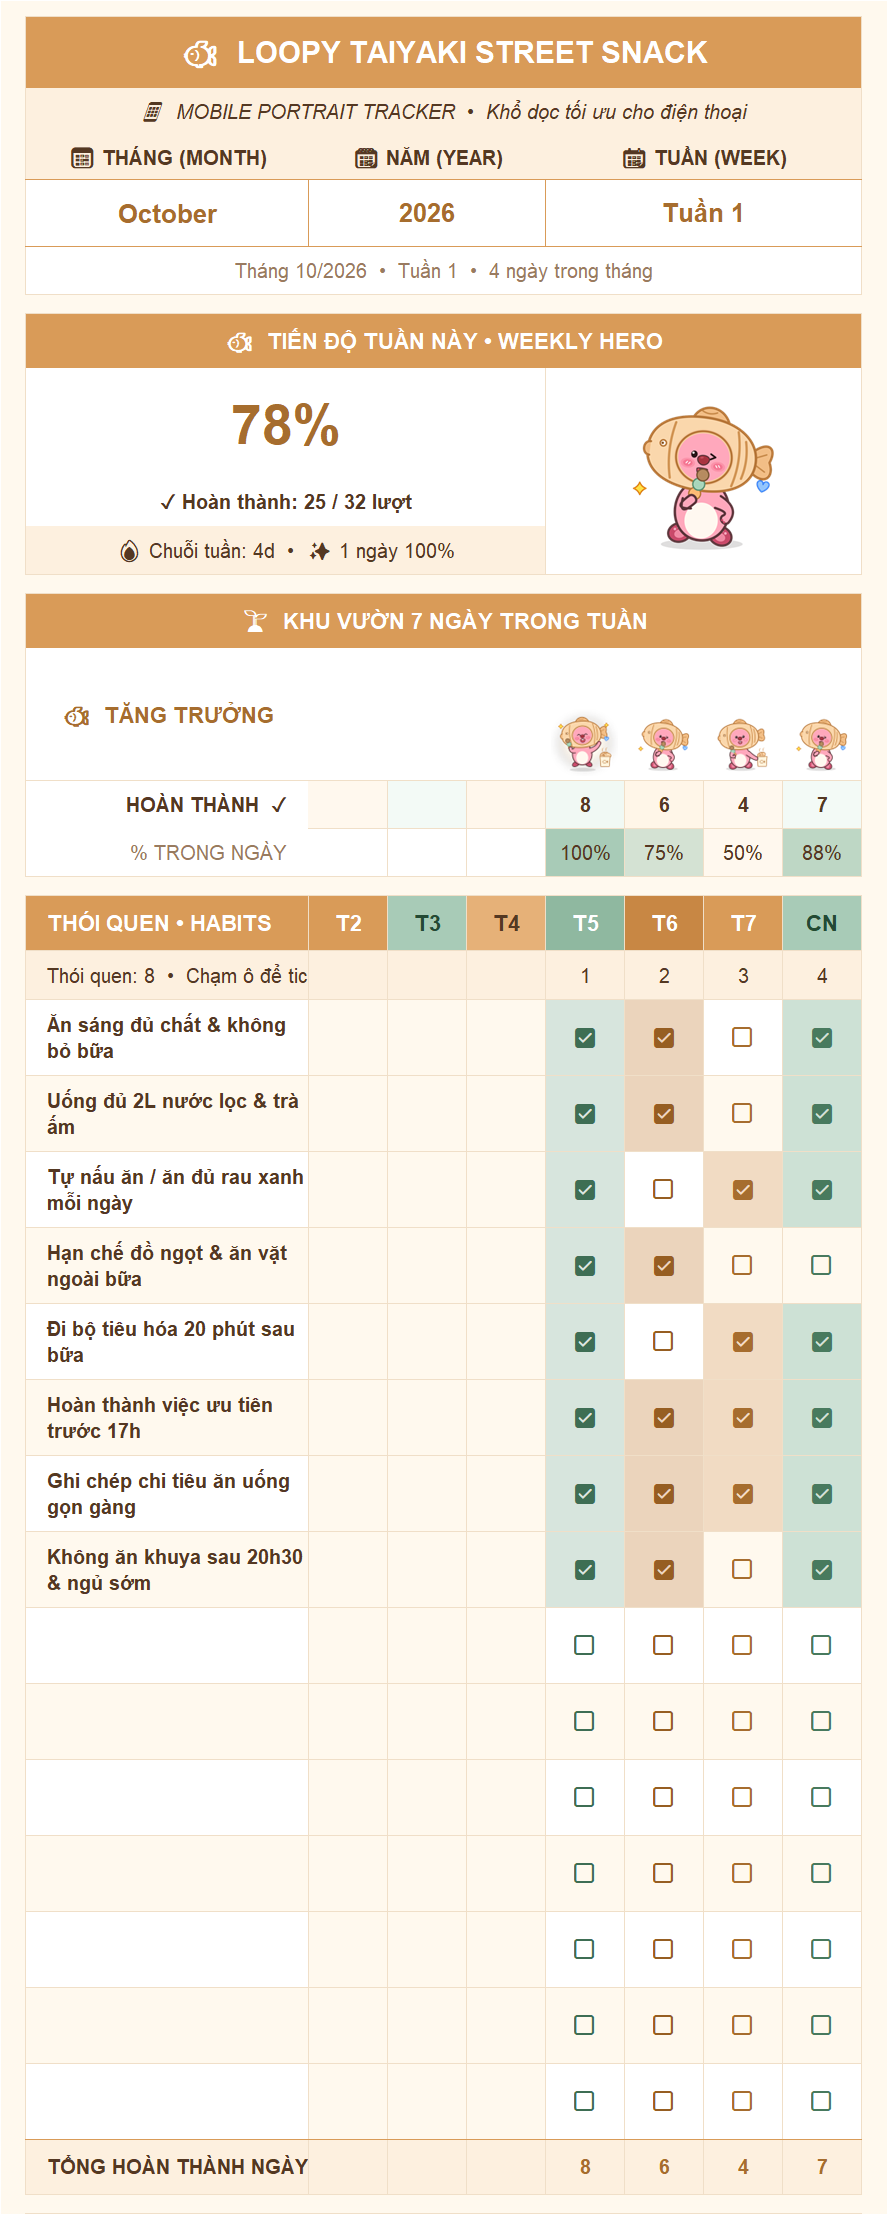 LOOPY TAIYAKI STREET SNACK
MOBILE PORTRAIT TRACKER • Khổ dọc tối ưu cho điện thoại
THÁNG (MONTH) NĂM (YEAR) TUẦN (WEEK)
October 2026 Tuần 1
Tháng 10/2026 • Tuần 1 • 4 ngày trong tháng
TIẾN ĐỘ TUẦN NÀY • WEEKLY HERO
78%
✓ Hoàn thành: 25 / 32 lượt
Chuỗi tuần: 4d • 1 ngày 100%
KHU VƯỜN 7 NGÀY TRONG TUẦN
TĂNG TRƯỞNG
HOÀN THÀNH ✓ 8 6 4 7
% TRONG NGÀY 100% 75% 50% 88%
THÓI QUEN • HABITS T2 T3 T4 T5 T6 T7 CN
Thói quen: 8 • Chạm ô để tic 1 2 3 4
Ăn sáng đủ chất & không
bỏ bữa
Uống đủ 2L nước lọc & trà
ấm
Tự nấu ăn / ăn đủ rau xanh
mỗi ngày
Hạn chế đồ ngọt & ăn vặt
ngoài bữa
Đi bộ tiêu hóa 20 phút sau
bữa
Hoàn thành việc ưu tiên
trước 17h
Ghi chép chi tiêu ăn uống
gọn gàng
Không ăn khuya sau 20h30
& ngủ sớm
TỔNG HOÀN THÀNH NGÀY 8 6 4 7